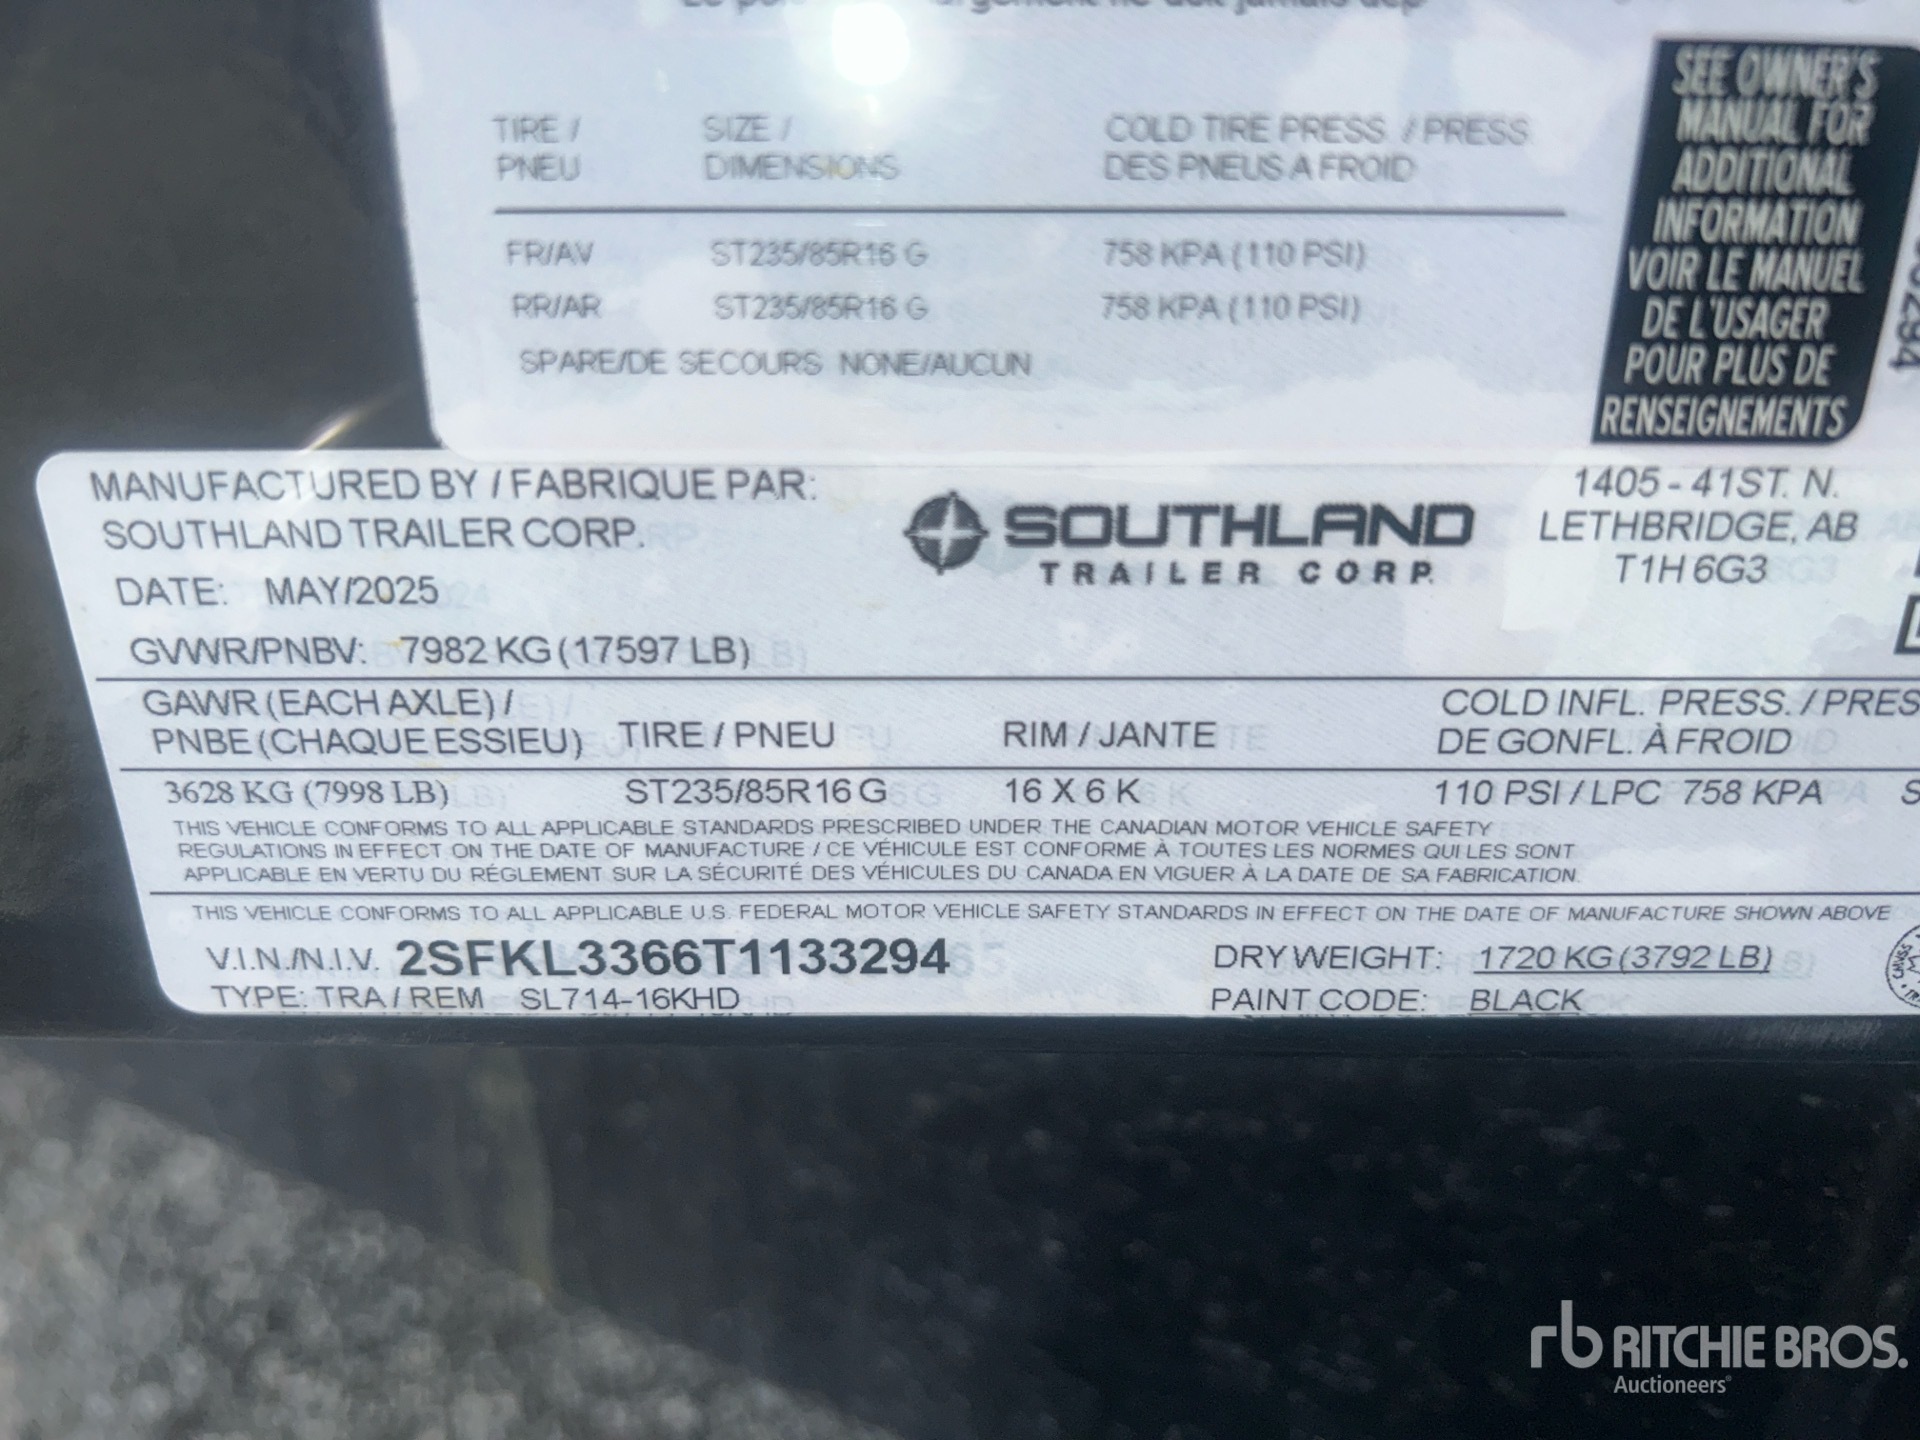 TIRE / SIZE / COLD TIRE PRESS. / PRESS
PNEU DIMENSIONS DES PNEUS A FROID
FR/AV ST235/85R16 G 758 KPA (110 PSI)
RR/AR ST235/85R16 G 758 KPA (110 PSI)
SPARE/DE SECOURS NONE/AUCUN
SEE OWNER'S
MANUAL FOR
ADDITIONAL
INFORMATION
VOIR LE MANUEL
DE L'USAGER
POUR PLUS DE
RENSEIGNEMENTS
MANUFACTURED BY / FABRIQUE PAR:
SOUTHLAND TRAILER CORP.
SOUTHLAND
TRAILER CORP.
1405 - 41ST. N.
LETHBRIDGE, AB
T1H 6G3
DATE: MAY/2025
GVWR/PNBV: 7982 KG (17597 LB)
GAWR (EACH AXLE) /
PNBE (CHAQUE ESSIEU) TIRE / PNEU RIM / JANTE
COLD INFL. PRESS. / PRES
DE GONFL. À FROID
3628 KG (7998 LB) ST235/85R16 G 16 X 6 K 110 PSI / LPC 758 KPA S
THIS VEHICLE CONFORMS TO ALL APPLICABLE STANDARDS PRESCRIBED UNDER THE CANADIAN MOTOR VEHICLE SAFETY
REGULATIONS IN EFFECT ON THE DATE OF MANUFACTURE / CE VÉHICULE EST CONFORME À TOUTES LES NORMES QUI LES SONT
APPLICABLE EN VERTU DU RÉGLEMENT SUR LA SÉCURITÉ DES VÉHICULES DU CANADA EN VIGUER À LA DATE DE SA FABRICATION.
THIS VEHICLE CONFORMS TO ALL APPLICABLE U.S. FEDERAL MOTOR VEHICLE SAFETY STANDARDS IN EFFECT ON THE DATE OF MANUFACTURE SHOWN ABOVE
V.I.N./N.I.V. 2SFKL3366T1133294 DRY WEIGHT: 1720 KG (3792 LB)
TYPE: TRA / REM SL714-16KHD PAINT CODE: BLACK
rb RITCHIE BROS.
Auctioneers